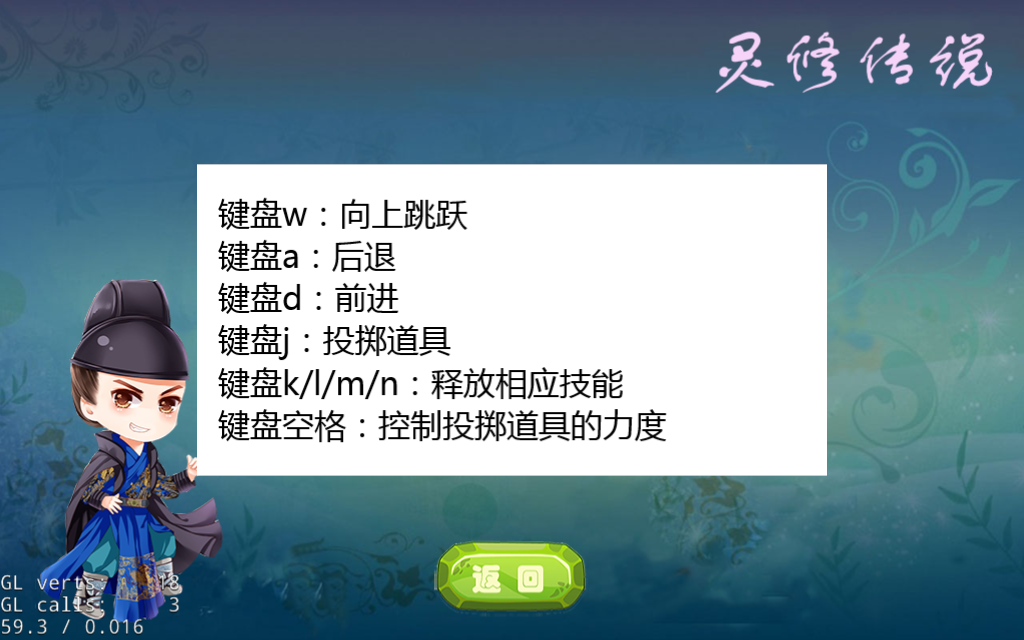 灵修传说
键盘w：向上跳跃
键盘a：后退
键盘d：前进
键盘j：投掷道具
键盘k/l/m/n：释放相应技能
键盘空格：控制投掷道具的力度
返回
GL verts: 18
GL calls: 3
59.3 / 0.016